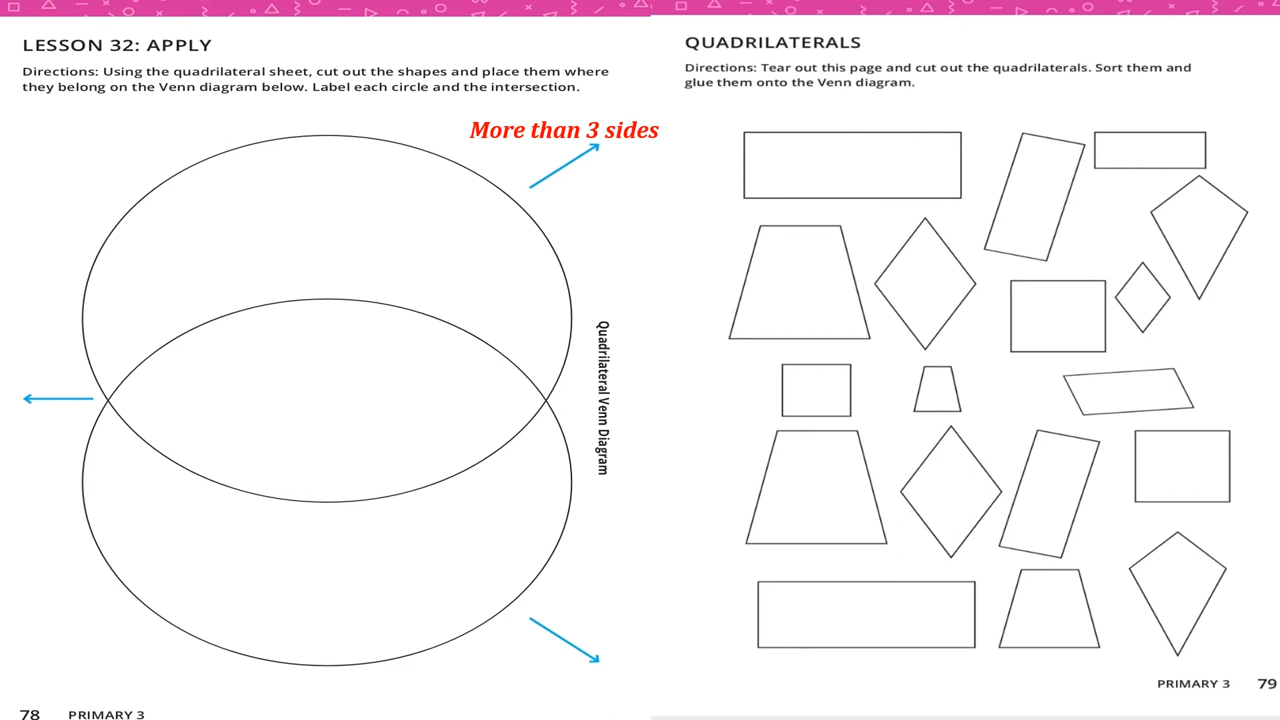 LESSON 32: APPLY
Directions: Using the quadrilateral sheet, cut out the shapes and place them where
they belong on the Venn diagram below. Label each circle and the intersection.
More than 3 sides
Quadrilateral Venn Diagram
78 PRIMARY 3
QUADRILATERALS
Directions: Tear out this page and cut out the quadrilaterals. Sort them and
glue them onto the Venn diagram.
PRIMARY 3 79